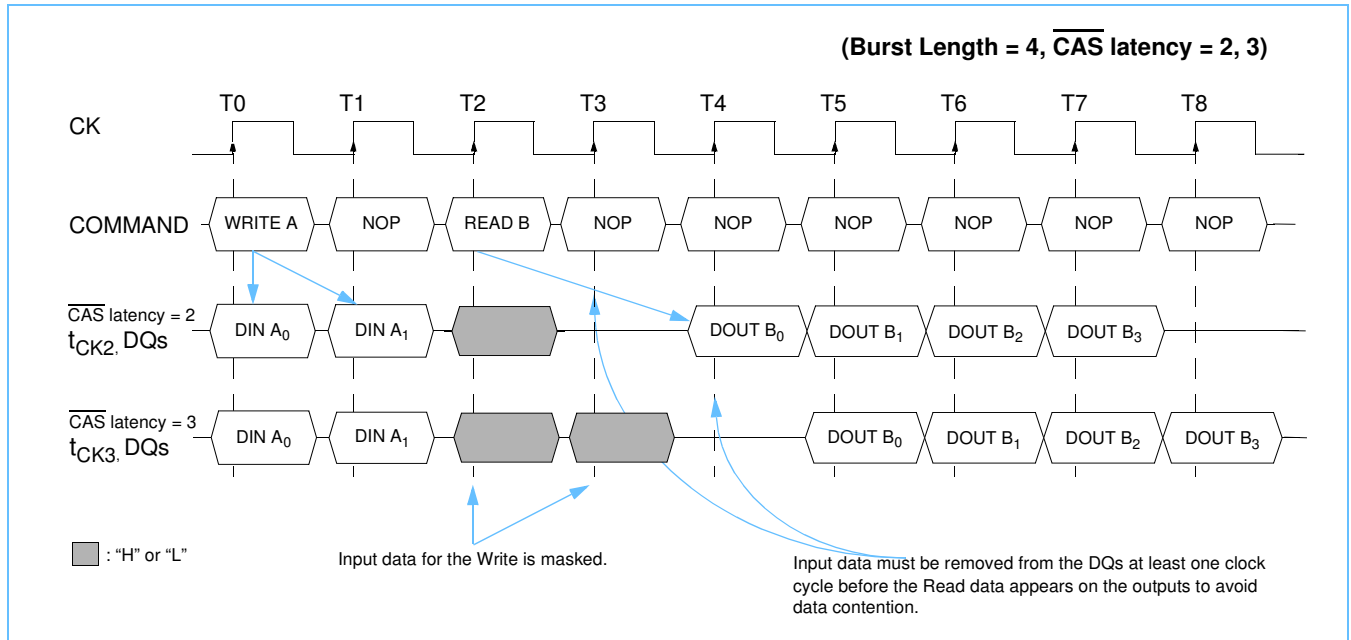 (Burst Length = 4, CAS latency = 2, 3)
T0 T1 T2 T3 T4 T5 T6 T7 T8
CK
COMMAND WRITE A NOP READ B NOP NOP NOP NOP NOP NOP
CAS latency = 2
tCK2, DQs DIN A0 DIN A1 DOUT B0 DOUT B1 DOUT B2 DOUT B3
CAS latency = 3
tCK3, DQs DIN A0 DIN A1 DOUT B0 DOUT B1 DOUT B2 DOUT B3
: “H” or “L”
Input data for the Write is masked.
Input data must be removed from the DQs at least one clock
cycle before the Read data appears on the outputs to avoid
data contention.